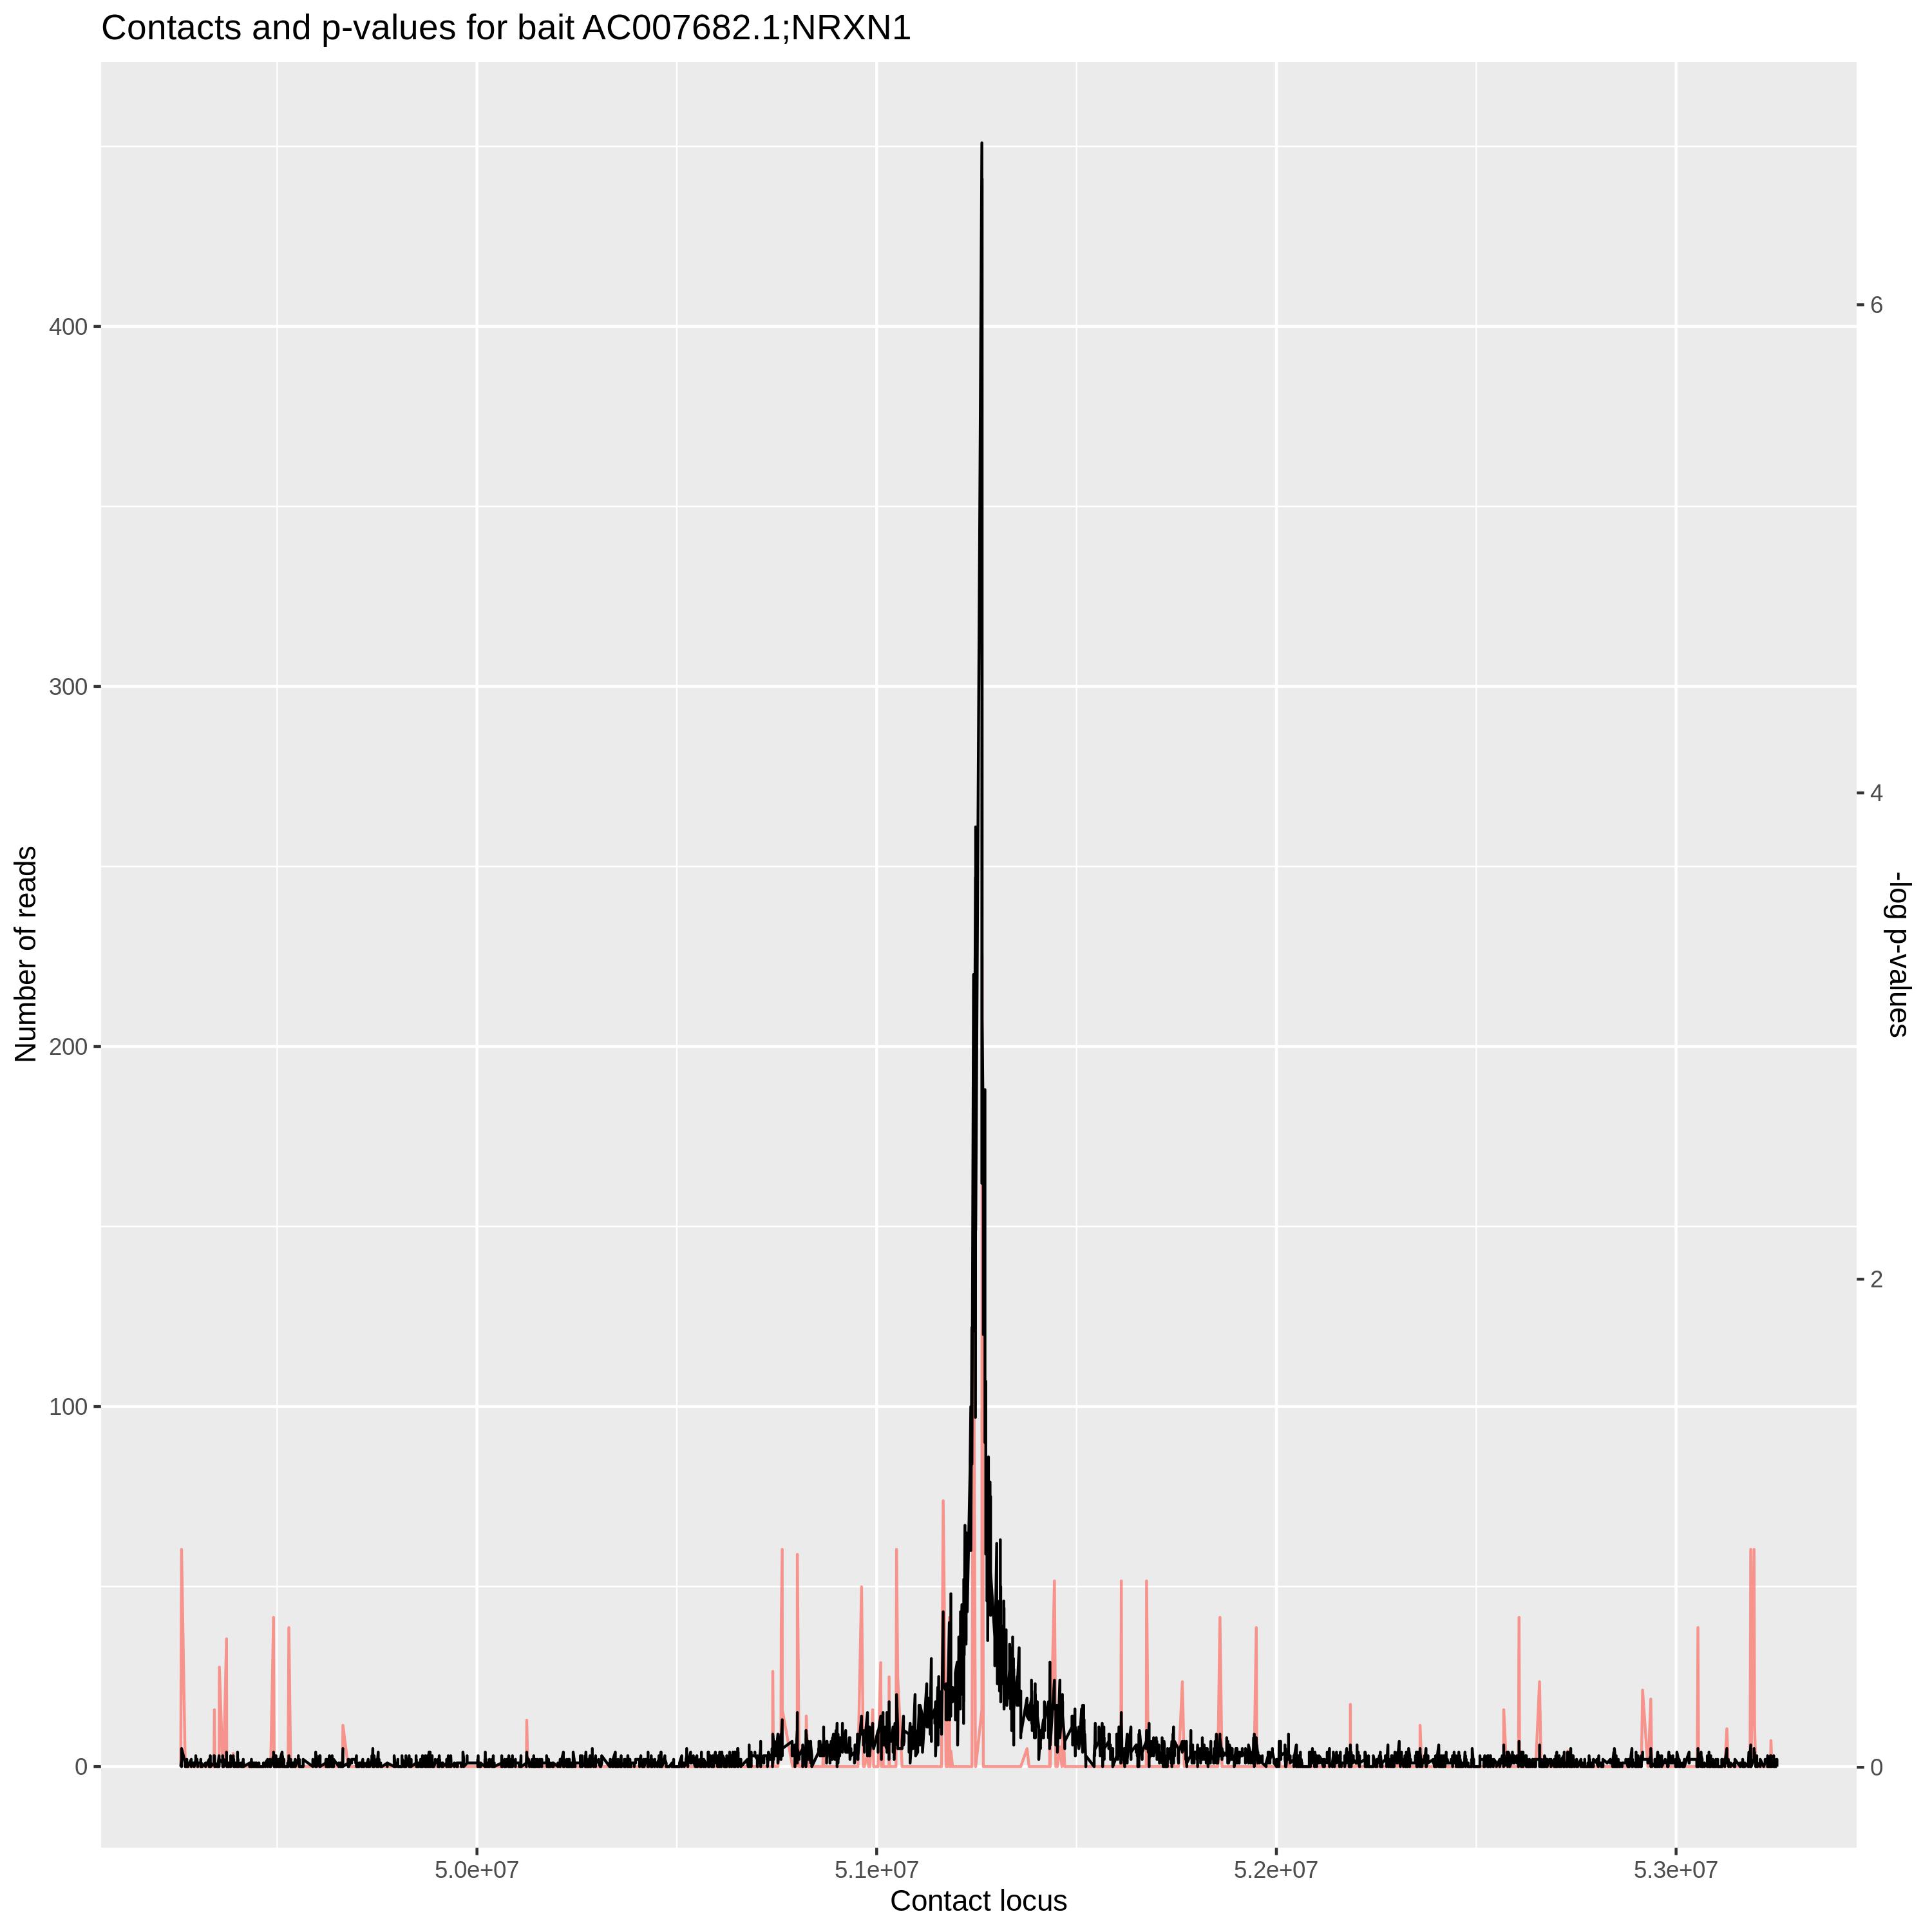 Contacts and p-values for bait AC007682.1;NRXN1
Number of reads
400
300
200
100
0
6
4
2
0
-log p-values
5.0e+07
5.1e+07
5.2e+07
5.3e+07
Contact locus